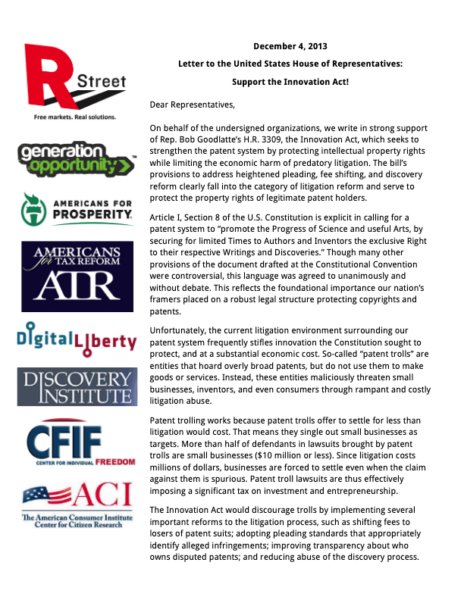 December 4, 2013
Letter to the United States House of Representatives:
Support the Innovation Act!
R Street
Free markets. Real solutions.
generation
opportunity
AMERICANS FOR
PROSPERITY
AMERICANS
for TAX REFORM
ATR
Digital Liberty
DISCOVERY
INSTITUTE
CFIF
CENTER FOR INDIVIDUAL FREEDOM
ACI
The American Consumer Institute
Center for Citizen Research
Dear Representatives,
On behalf of the undersigned organizations, we write in strong support
of Rep. Bob Goodlatte's H.R. 3309, the Innovation Act, which seeks to
strengthen the patent system by protecting intellectual property rights
while limiting the economic harm of predatory litigation. The bill's
provisions to address heightened pleading, fee shifting, and discovery
reform clearly fall into the category of litigation reform and serve to
protect the property rights of legitimate patent holders.
Article I, Section 8 of the U.S. Constitution is explicit in calling for a
patent system to "promote the Progress of Science and useful Arts, by
securing for limited Times to Authors and Inventors the exclusive Right
to their respective Writings and Discoveries." Though many other
provisions of the document drafted at the Constitutional Convention
were controversial, this language was agreed to unanimously and
without debate. This reflects the foundational importance our nation's
framers placed on a robust legal structure protecting copyrights and
patents.
Unfortunately, the current litigation environment surrounding our
patent system frequently stifles innovation the Constitution sought to
protect, and at a substantial economic cost. So-called "patent trolls" are
entities that hoard overly broad patents, but do not use them to make
goods or services. Instead, these entities maliciously threaten small
businesses, inventors, and even consumers through rampant and costly
litigation abuse.
Patent trolling works because patent trolls offer to settle for less than
litigation would cost. That means they single out small businesses as
targets. More than half of defendants in lawsuits brought by patent
trolls are small businesses ($10 million or less). Since litigation costs
millions of dollars, businesses are forced to settle even when the claim
against them is spurious. Patent troll lawsuits are thus effectively
imposing a significant tax on investment and entrepreneurship.
The Innovation Act would discourage trolls by implementing several
important reforms to the litigation process, such as shifting fees to
losers of patent suits; adopting pleading standards that appropriately
identify alleged infringements; improving transparency about who
owns disputed patents; and reducing abuse of the discovery process.